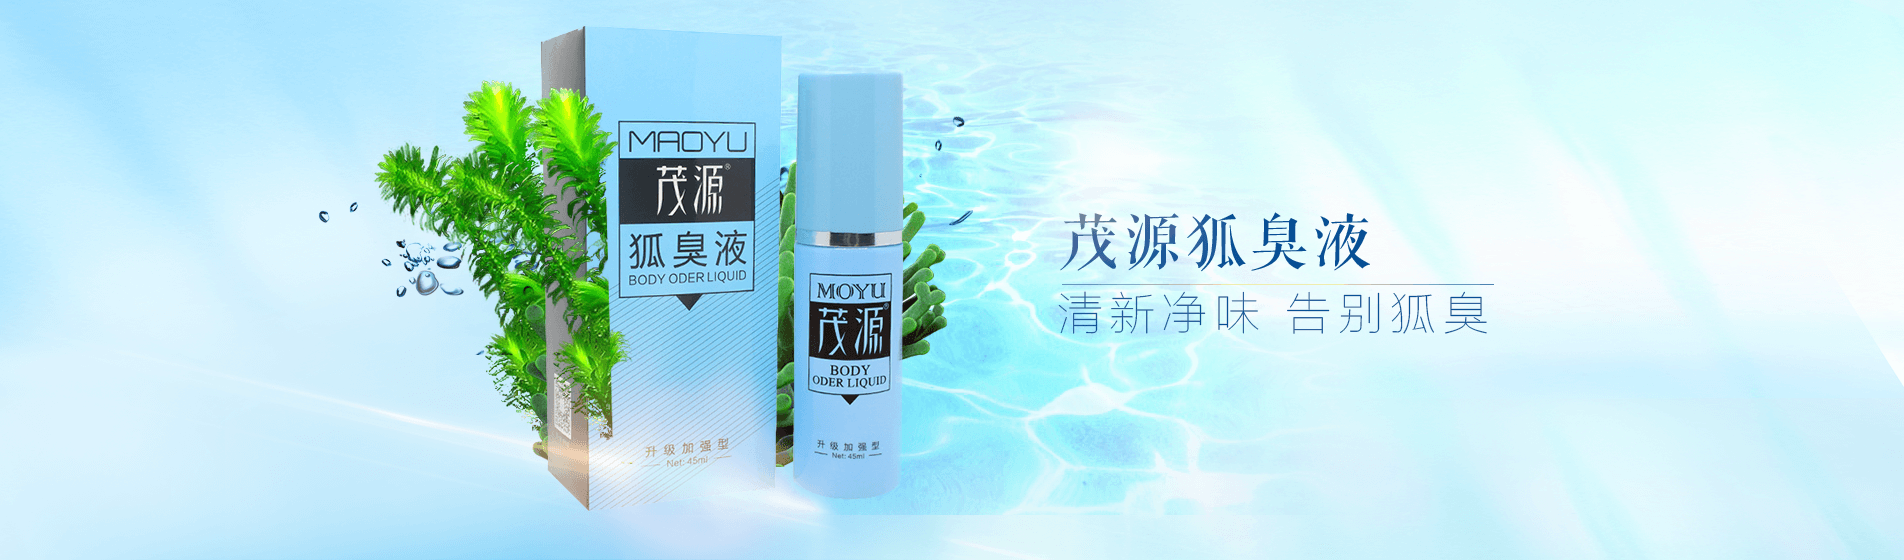 MAOYU
茂源®
狐臭液
BODY ODER LIQUID
升级加强型
Net: 45ml
MOYU
茂源®
BODY
ODER LIQUID
升级加强型
Net: 45ml
茂源狐臭液
清新净味 告别狐臭